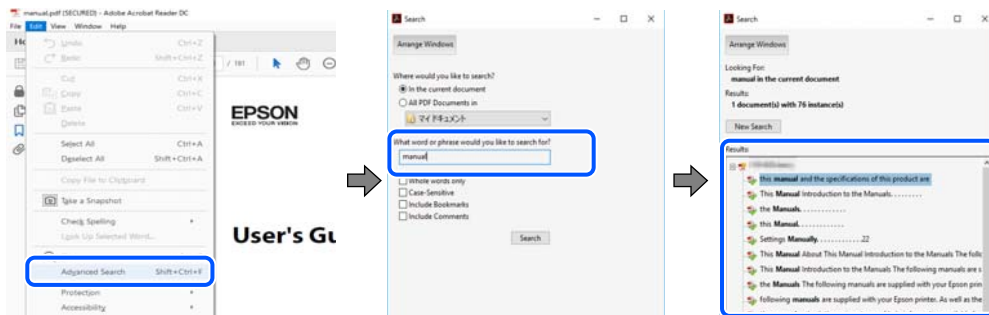 manual.pdf (SECURED) - Adobe Acrobat Reader DC
File Edit View Window Help
Undo Ctrl+Z
Redo Shift+Ctrl+Z
Cut Ctrl+X
Copy Ctrl+C
Paste Ctrl+V
Delete
Select All Ctrl+A
Deselect All Shift+Ctrl+A
Copy File to Clipboard
Take a Snapshot
Check Spelling
Look Up Selected Word...
Advanced Search Shift+Ctrl+F
Protection
Accessibility
/ 191
EPSON
EXCEED YOUR VISION
User's Gu
Search
Arrange Windows
Where would you like to search?
In the current document
All PDF Documents in
マイ ドキュメント
What word or phrase would you like to search for?
manual
Whole words only
Case-Sensitive
Include Bookmarks
Include Comments
Search
Search
Arrange Windows
Looking For:
manual in the current document
Results:
1 document(s) with 76 instance(s)
New Search
Results:
this manual and the specifications of this product are
This Manual Introduction to the Manuals. . . . . . . .
the Manuals. . . . . . . . . . . .
this Manual. . . . . . . . . . . .
Settings Manually. . . . . . . . . . . .22
This Manual About This Manual Introduction to the Manuals The follo
This Manual Introduction to the Manuals The following manuals are s
the Manuals The following manuals are supplied with your Epson prin
following manuals are supplied with your Epson printer. As well as the